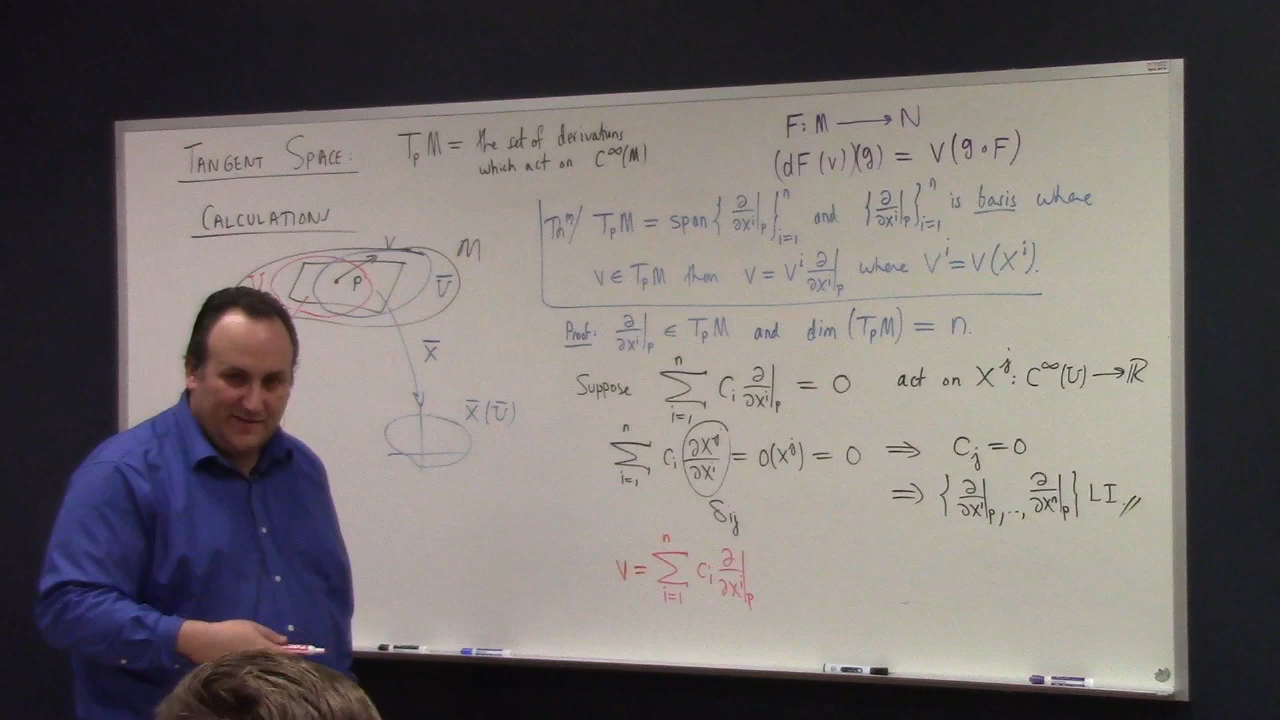 TANGENT SPACE:
TₚM = the set of derivations
which act on C^∞(M)
F: M ⟶ N
(dF(v))(g) = V(g∘F)
CALCULATIONS
Thᵐ/ TₚM = span{ ∂/∂xⁱ|ₚ }ⁿᵢ₌₁ and { ∂/∂xⁱ|ₚ }ⁿᵢ₌₁ is basis where
v ∈ TₚM then v = vⁱ ∂/∂xⁱ|ₚ where vⁱ = v(xⁱ).
V
M
U
P
Ū
x̄
x̄(Ū)
Proof: ∂/∂xⁱ|ₚ ∈ TₚM and dim (TₚM) = n.
Suppose ∑ⁿᵢ₌₁ cᵢ ∂/∂xⁱ|ₚ = 0 act on xʲ: C^∞(U) ⟶ ℝ
∑ⁿᵢ₌₁ cᵢ ∂xʲ/∂xⁱ = 0(xʲ) = 0 ⟹ cⱼ = 0
δᵢⱼ
⟹ { ∂/∂x¹|ₚ, .., ∂/∂xⁿ|ₚ } LI.//
V = ∑ⁿᵢ₌₁ cᵢ ∂/∂xⁱ|ₚ